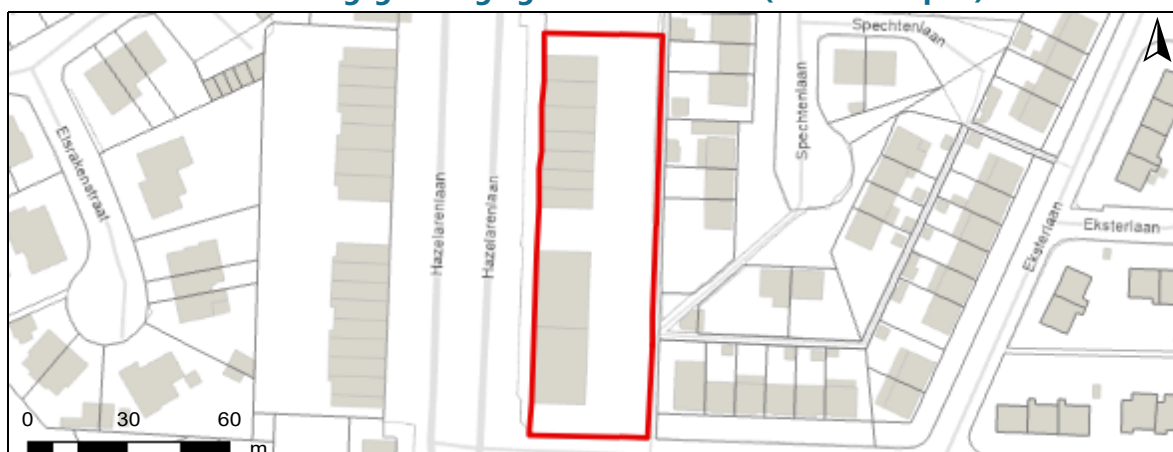 Spechtenlaan
Spechtenlaan
Elsrakenstraat
Hazelarenlaan
Hazelarenlaan
Eksterlaan
Eksterlaan
0 30 60
m